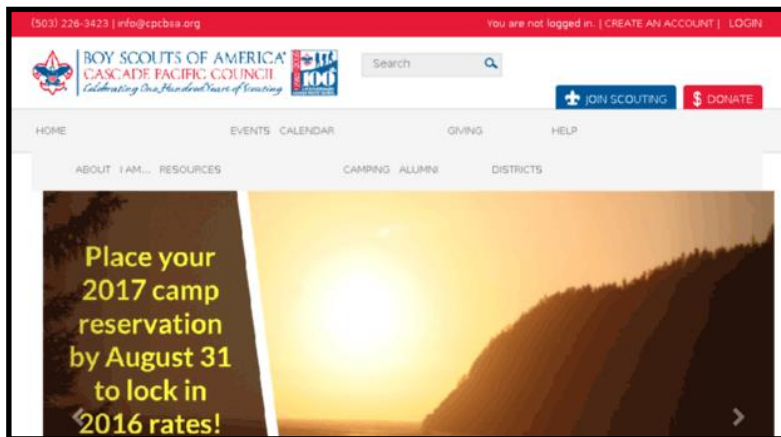 (503) 226-3423 | info@cpcbsa.org
You are not logged in. | CREATE AN ACCOUNT | LOGIN
BOY SCOUTS OF AMERICA®
CASCADE PACIFIC COUNCIL
Celebrating One Hundred Years of Scouting
100
Search
JOIN SCOUTING
$ DONATE
HOME EVENTS CALENDAR GIVING HELP
ABOUT I AM... RESOURCES CAMPING ALUMNI DISTRICTS
Place your
2017 camp
reservation
by August 31
to lock in
2016 rates!